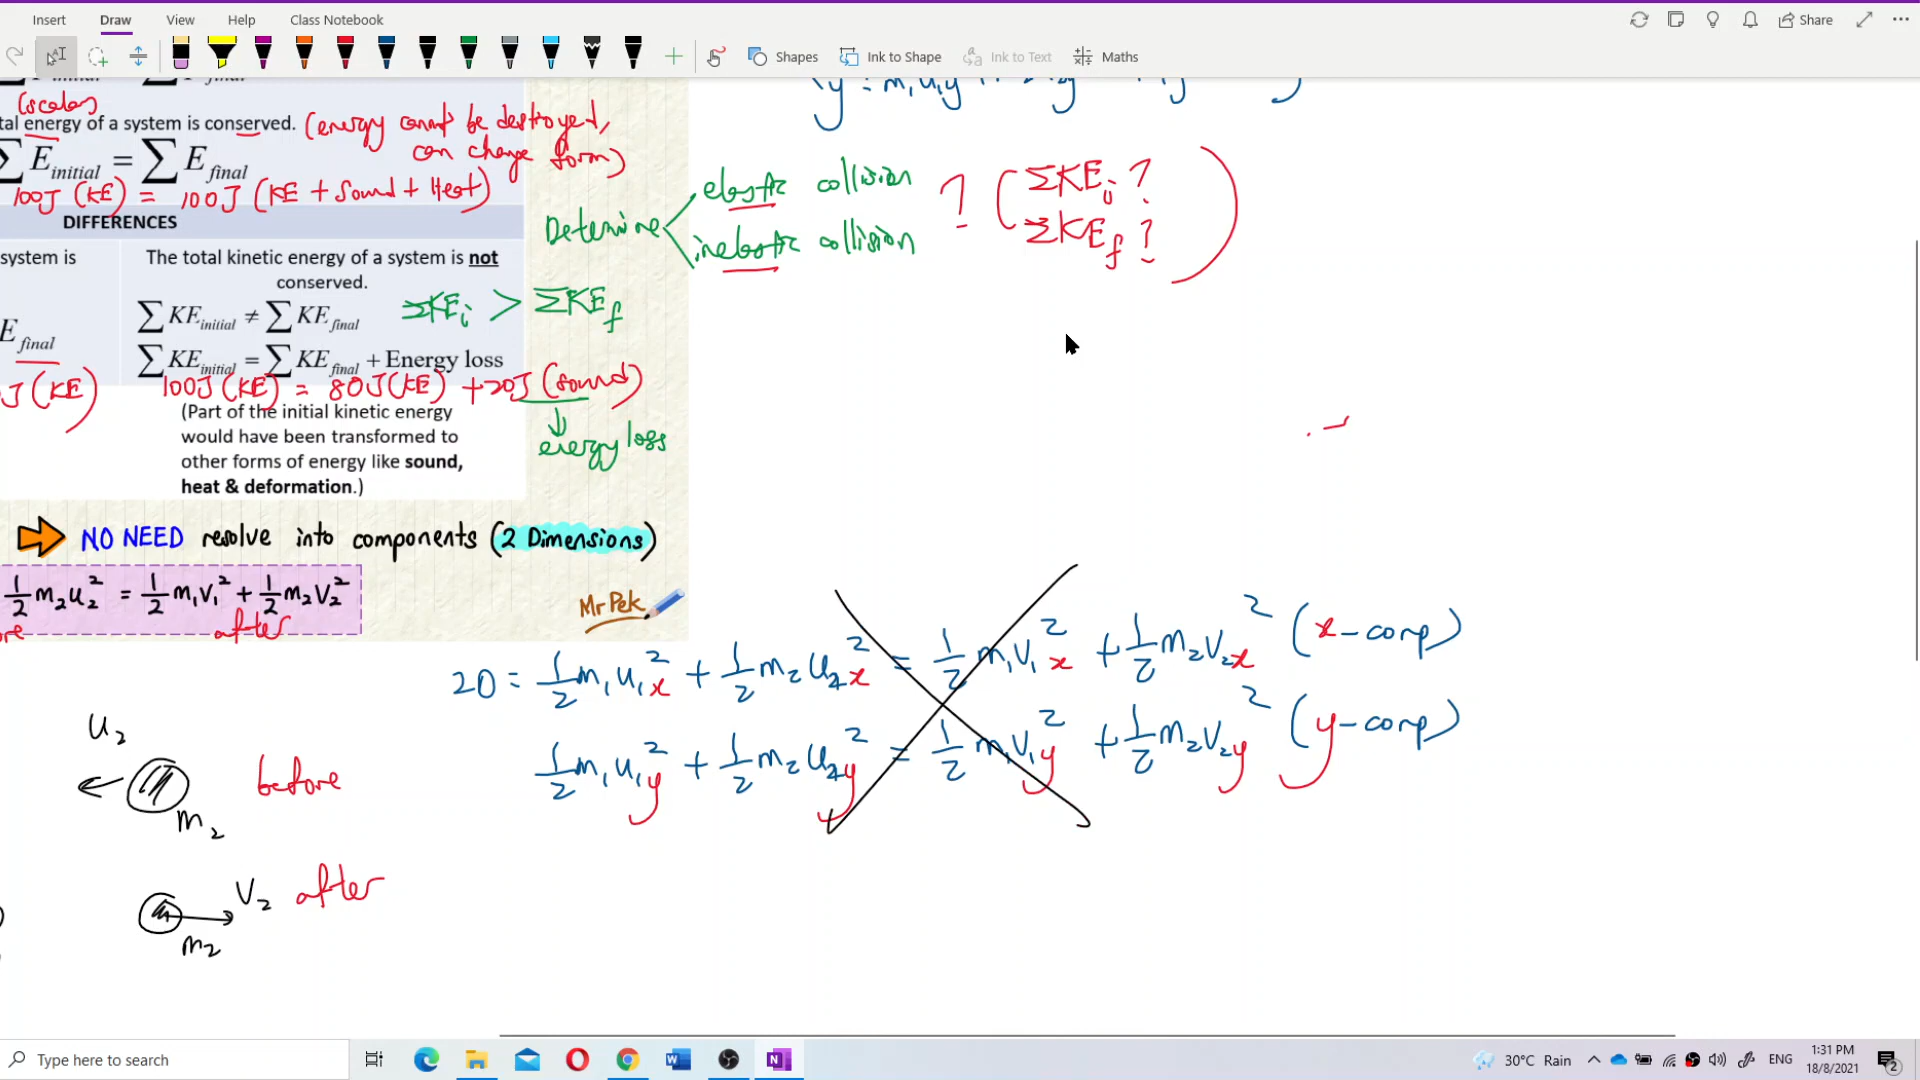 Insert Draw View Help Class Notebook
Share
Shapes Ink to Shape Ink to Text Maths
(scalar)
tal energy of a system is conserved. (energy cannot be destroyed,
can change form)
∑ E initial = ∑ E final
100J (KE) = 100J (KE + Sound + Heat)
DIFFERENCES
system is
The total kinetic energy of a system is not
conserved.
∑ KE initial ≠ ∑ KE final
ΣKEi > ΣKEf
E final
∑ KE initial = ∑ KE final + Energy loss
J (KE)
100J (KE) = 80J (KE) + 20J (sound)
energy loss
(Part of the initial kinetic energy
would have been transformed to
other forms of energy like sound,
heat & deformation.)
NO NEED resolve into components (2 Dimensions)
½ m₂u₂² = ½ m₁v₁² + ½ m₂v₂²
after
Mr Pek
Determine
elastic collision
inelastic collision
? ( ΣKEi ?
ΣKEf ? )
2D = ½ m₁u₁x² + ½ m₂u₂x² = ½ m₁v₁x² + ½ m₂v₂x² (x-comp)
½ m₁u₁y² + ½ m₂u₂y² = ½ m₁v₁y² + ½ m₂v₂y² (y-comp)
u₂
before
m₂
v₂ after
m₂
Type here to search
30°C Rain
ENG
1:31 PM
18/8/2021
2